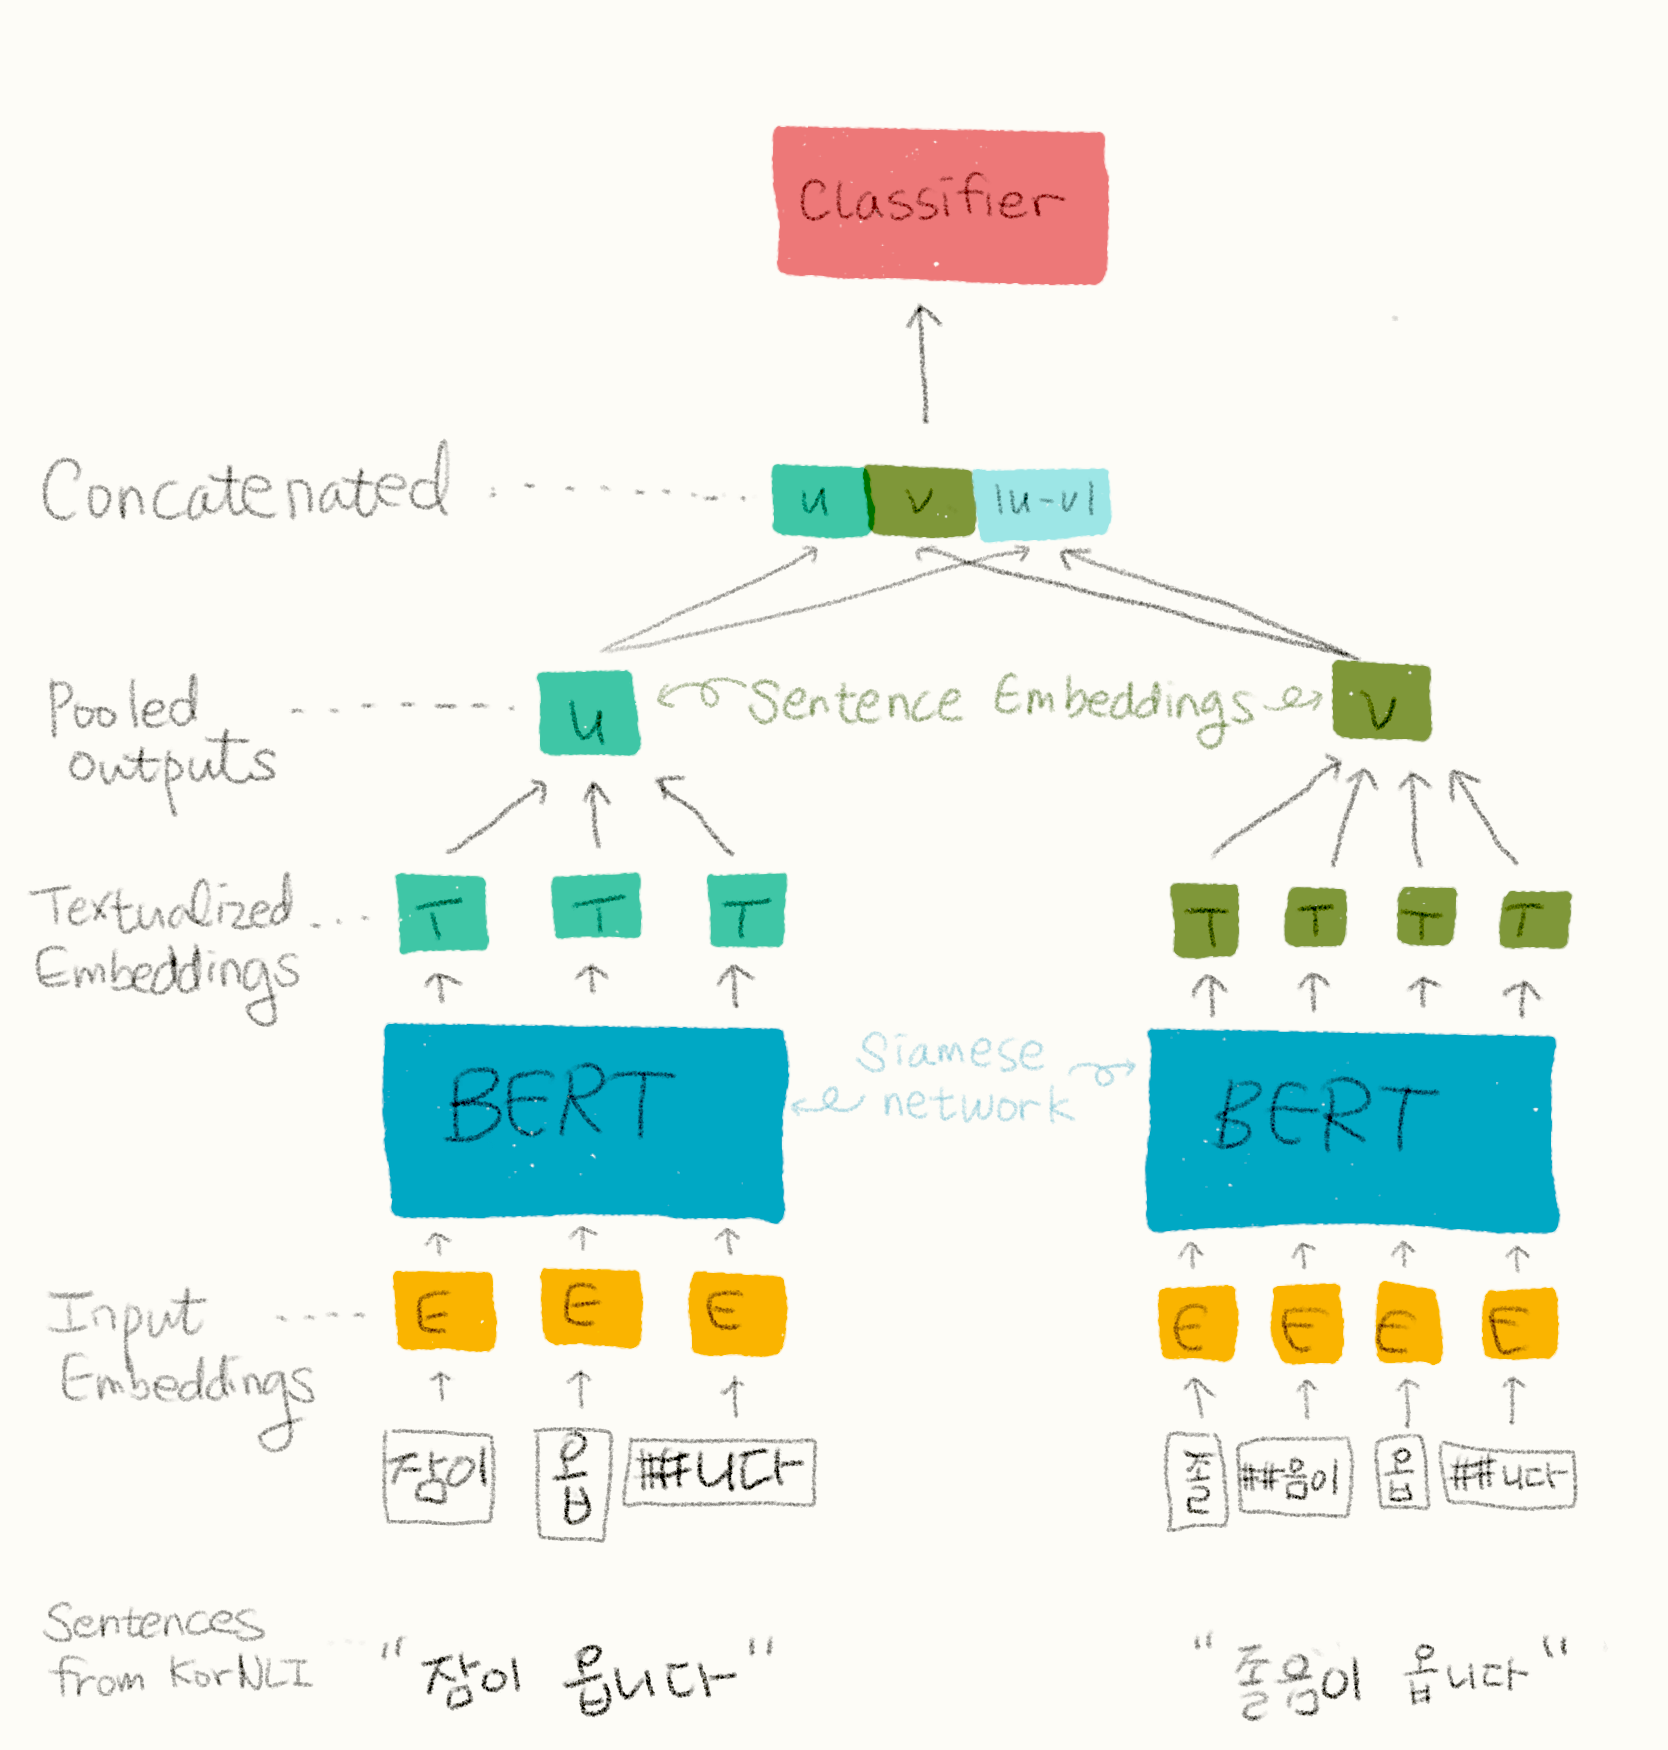 Classifier
Concatenated
u v |u-v|
Pooled
outputs
u
Sentence Embeddings
v
Textualized
Embeddings
T T T
T T T T
BERT
Siamese
network
BERT
Input
Embeddings
E E E
E E E E
잠이 옵 ##니다
졸 ##음이 옵 ##니다
Sentences
from KorNLI
"잠이 옵니다"
"졸음이 옵니다"